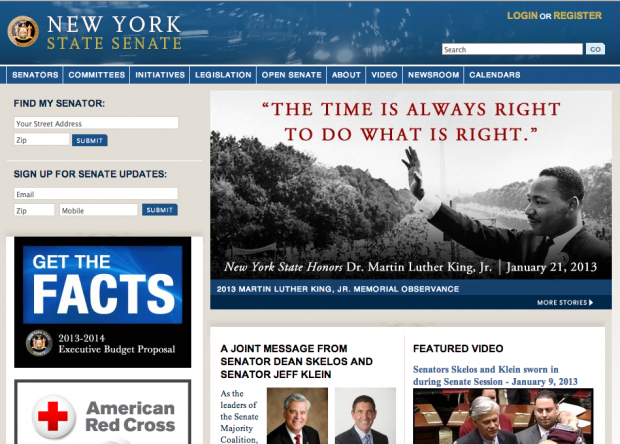 NEW YORK
STATE SENATE
LOGIN OR REGISTER
Search
GO
SENATORS COMMITTEES INITIATIVES LEGISLATION OPEN SENATE ABOUT VIDEO NEWSROOM CALENDARS
FIND MY SENATOR:
Your Street Address
Zip
SUBMIT
SIGN UP FOR SENATE UPDATES:
Email
Zip
Mobile
SUBMIT
GET THE
FACTS
2013-2014
Executive Budget Proposal
American
Red Cross
“THE TIME IS ALWAYS RIGHT
TO DO WHAT IS RIGHT.”
New York State Honors Dr. Martin Luther King, Jr. | January 21, 2013
2013 MARTIN LUTHER KING, JR. MEMORIAL OBSERVANCE
MORE STORIES
A JOINT MESSAGE FROM
SENATOR DEAN SKELOS AND
SENATOR JEFF KLEIN
As the
leaders of
the Senate
Majority
Coalition,
FEATURED VIDEO
Senators Skelos and Klein sworn in
during Senate Session - January 9, 2013